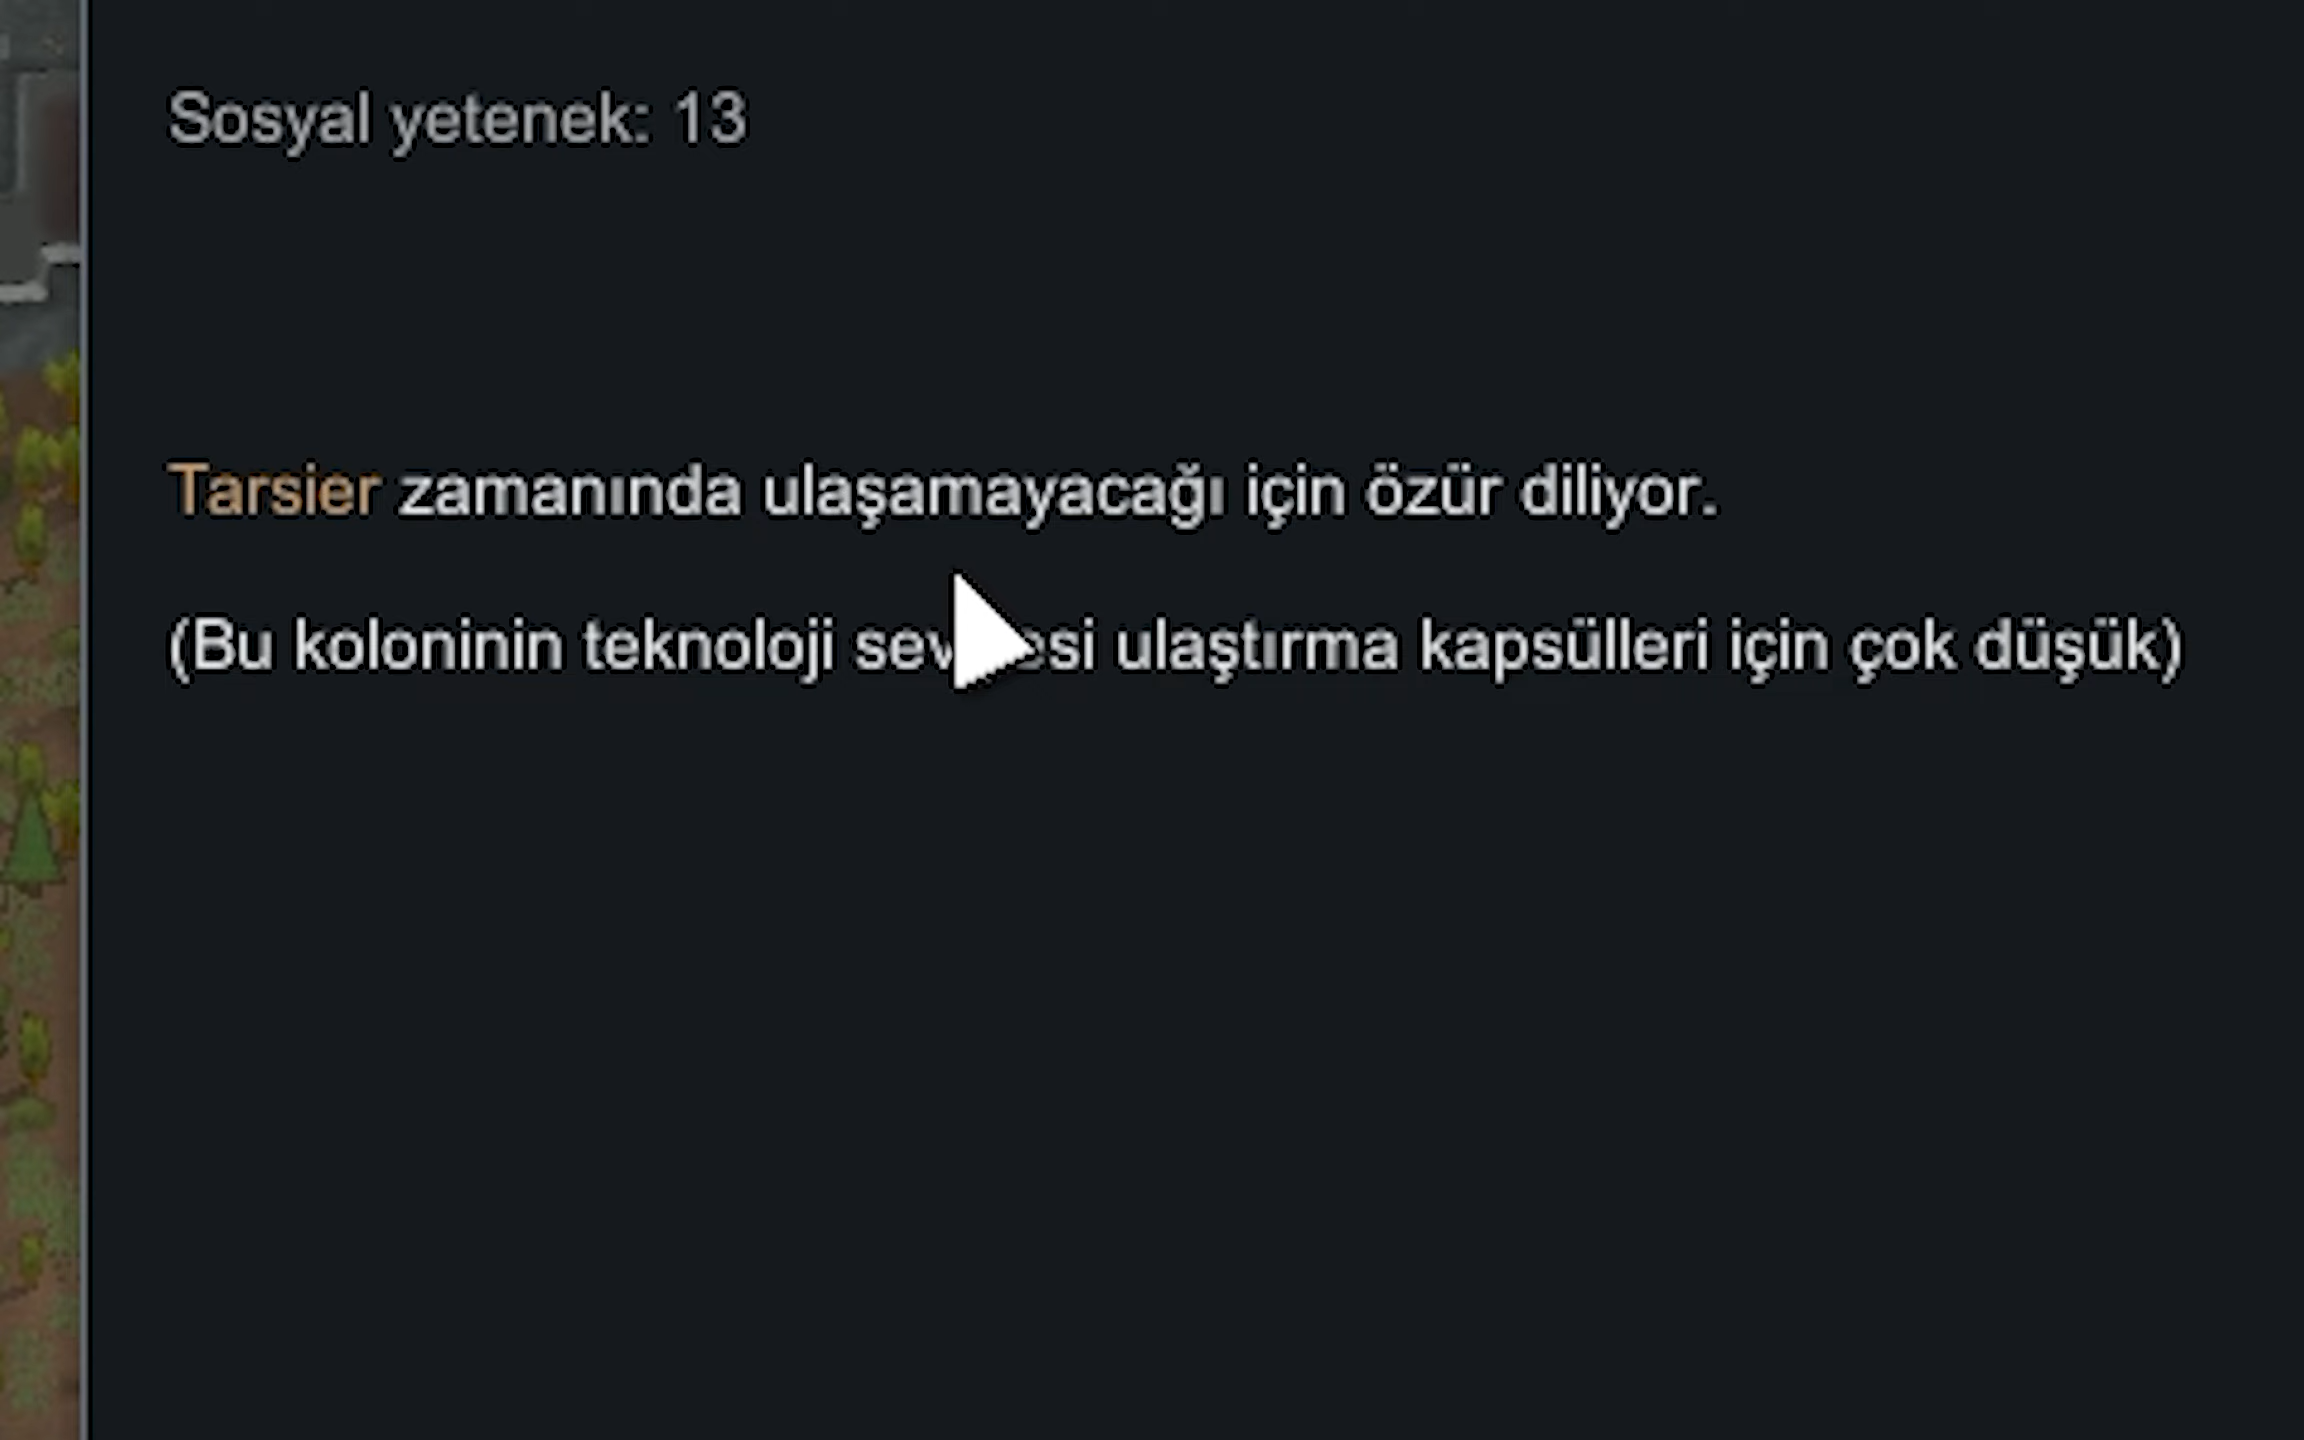 Sosyal yetenek: 13
Tarsier zamanında ulaşamayacağı için özür diliyor.
(Bu koloninin teknoloji ulaştırma kapsülleri için çok düşük)